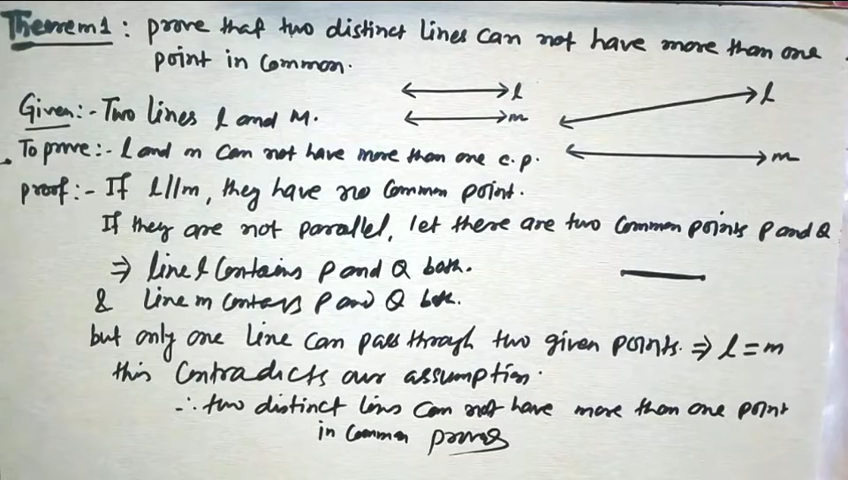 Theorem 1 : prove that two distinct lines can not have more than one
point in common.
Given:- Two lines l and M.
l
m
l
m
To prove:- l and m can not have more than one c.p.
proof:- If l//m, they have no common point.
If they are not parallel, let there are two common points P and Q
⇒ line l contains P and Q both.
& line m contens P and Q both.
but only one line can pass through two given points. ⇒ l = m
this contradicts our assumption.
∴ two distinct lines can not have more than one point
in common proves